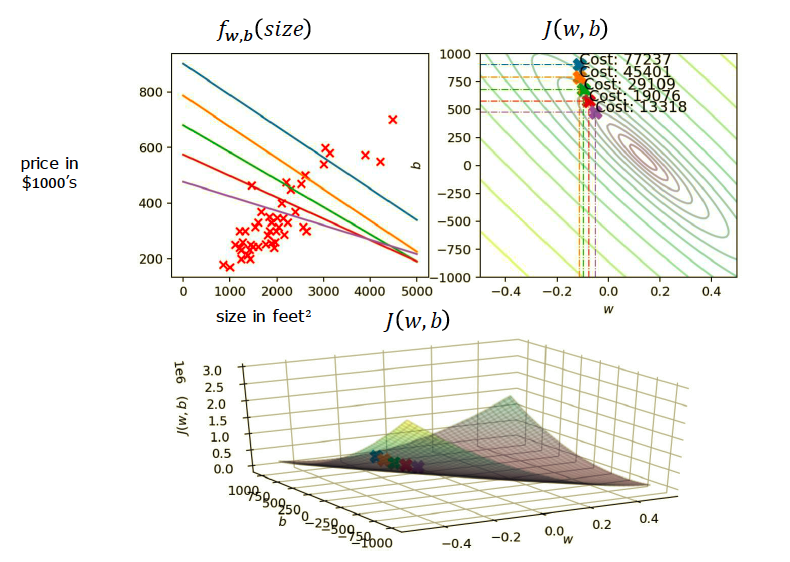 f_{w,b}(size)
J(w, b)
800
600
400
200
price in
$1000's
0 1000 2000 3000 4000 5000
size in feet²
1000
750
500
250
0
−250
−500
−750
−1000
b
Cost: 77237
Cost: 45401
Cost: 29109
Cost: 19076
Cost: 13318
−0.4 −0.2 0.0 0.2 0.4
w
J(w, b)
1e6
3.0
2.5
2.0
1.5
1.0
0.5
0.0
J(w, b)
1000
750
500
250
0
−250
−500
−750
−1000
b
−0.4 −0.2 0.0 0.2 0.4
w